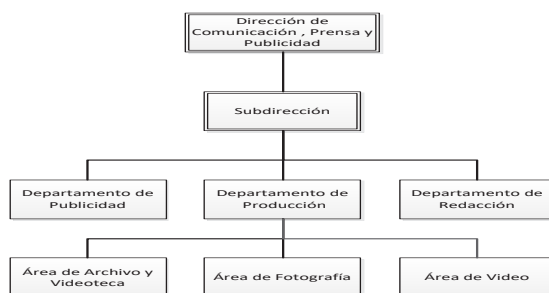 Dirección de
Comunicación , Prensa y
Publicidad
Subdirección
Departamento de
Publicidad
Departamento de
Producción
Departamento de
Redacción
Área de Archivo y
Videoteca
Área de Fotografía
Área de Video